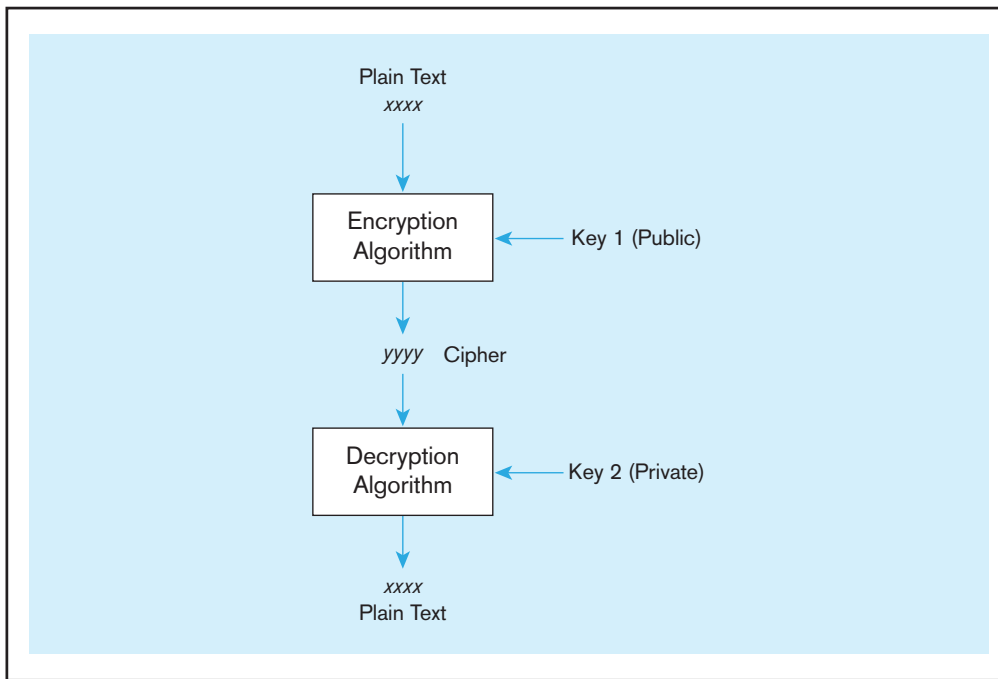 Plain Text
xxxx
Encryption
Algorithm
Key 1 (Public)
yyyy Cipher
Decryption
Algorithm
Key 2 (Private)
xxxx
Plain Text